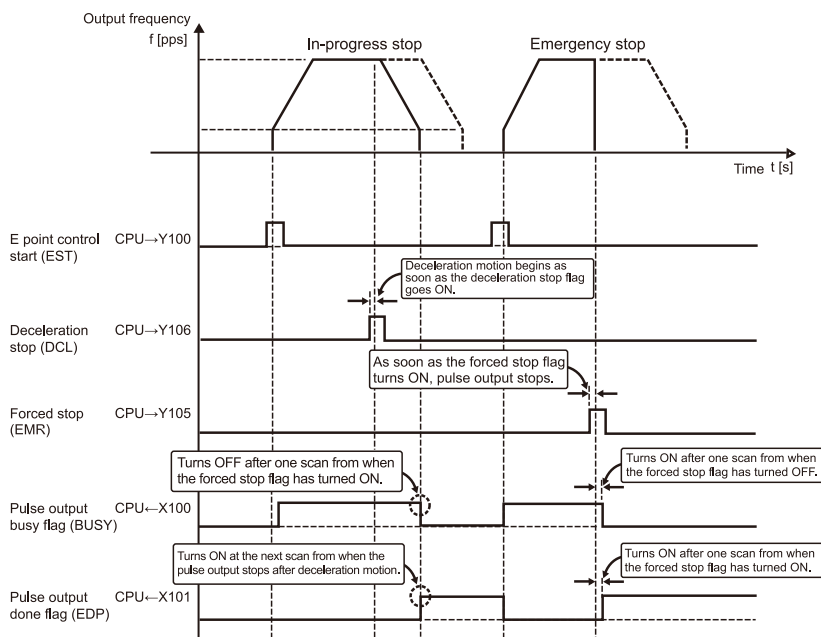 Output frequency
f [pps]
In-progress stop
Emergency stop
Time t [s]
E point control
start (EST)
CPU→Y100
Deceleration motion begins as
soon as the deceleration stop flag
goes ON.
Deceleration
stop (DCL)
CPU→Y106
As soon as the forced stop flag
turns ON, pulse output stops.
Forced stop
(EMR)
CPU→Y105
Turns OFF after one scan from when
the forced stop flag has turned ON.
Turns ON after one scan from when
the forced stop flag has turned OFF.
Pulse output
busy flag (BUSY)
CPU←X100
Turns ON at the next scan from when the
pulse output stops after deceleration motion.
Turns ON after one scan from when
the forced stop flag has turned ON.
Pulse output
done flag (EDP)
CPU←X101